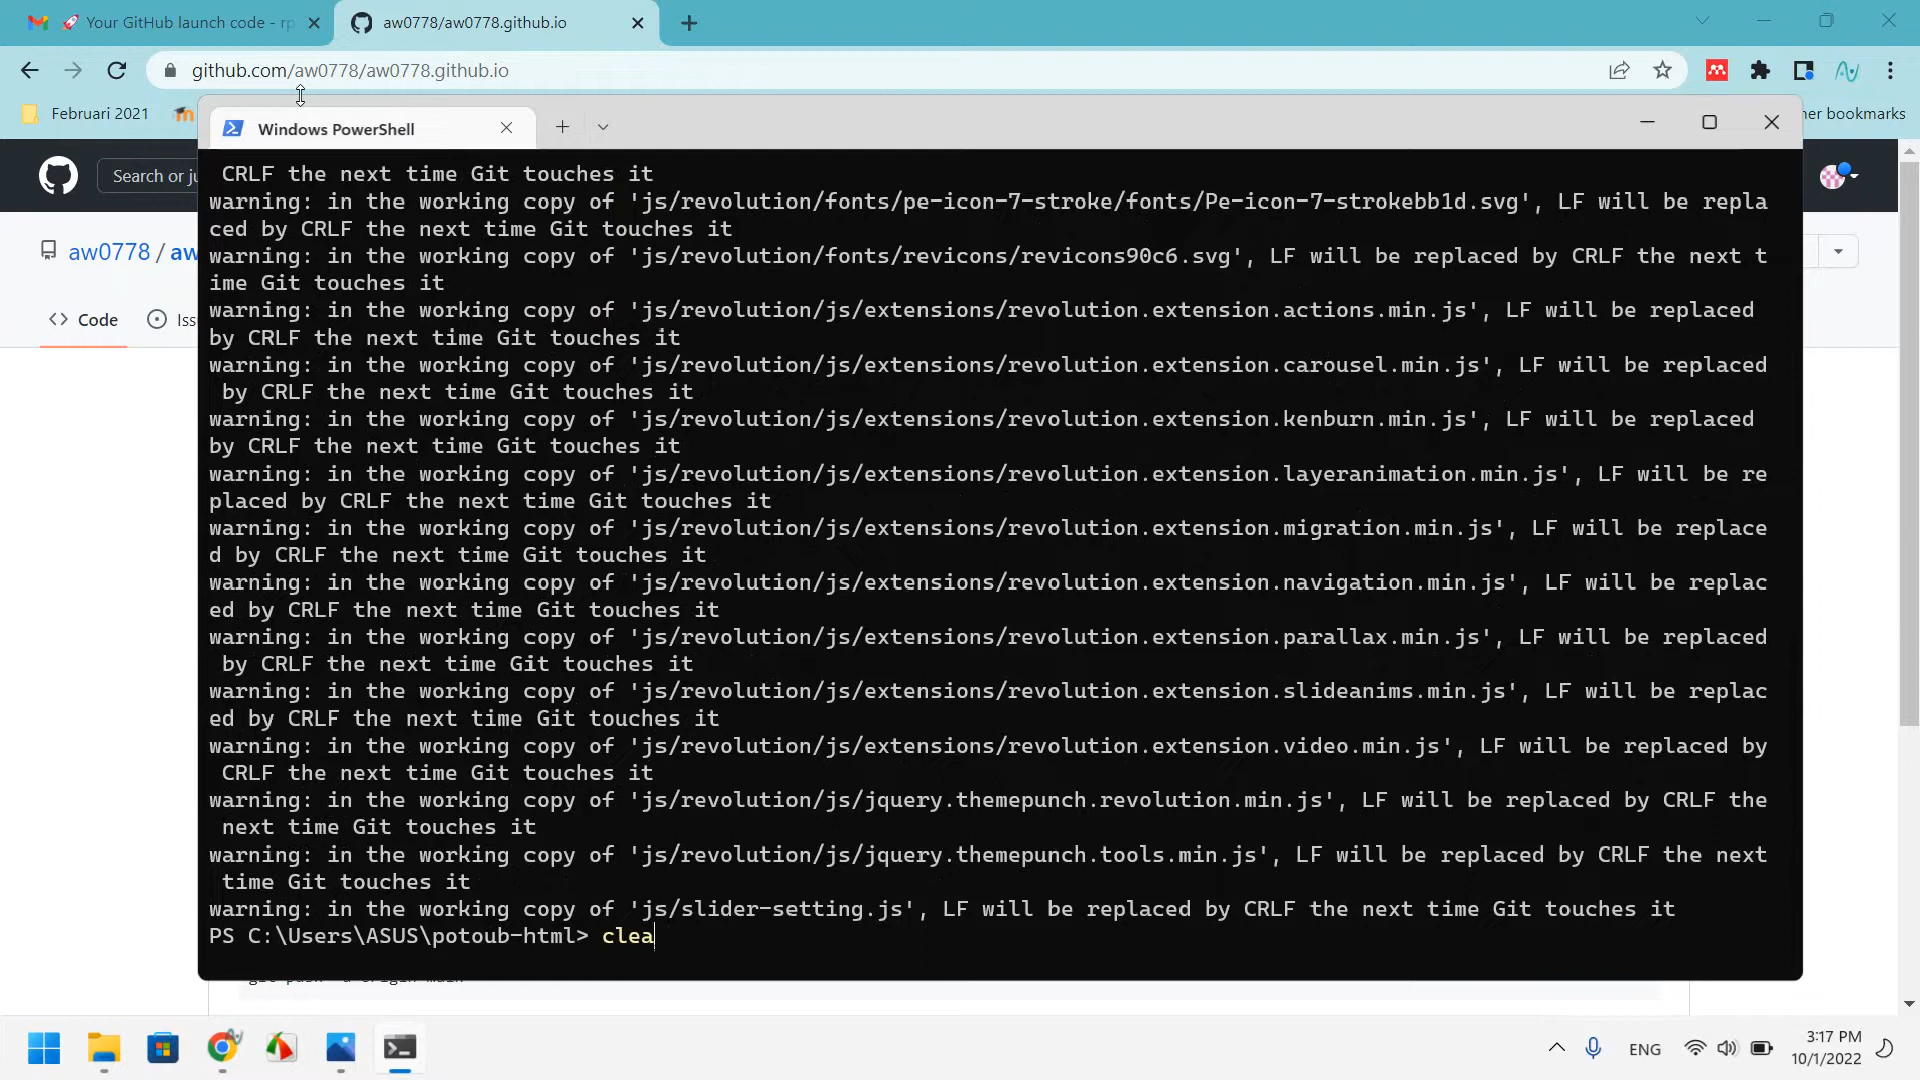 🚀 Your GitHub launch code - rp
aw0778/aw0778.github.io
github.com/aw0778/aw0778.github.io
Februari 2021
her bookmarks
Windows PowerShell
Search or ju
aw0778 / aw
Code
Iss
CRLF the next time Git touches it
warning: in the working copy of 'js/revolution/fonts/pe-icon-7-stroke/fonts/Pe-icon-7-strokebb1d.svg', LF will be repla
ced by CRLF the next time Git touches it
warning: in the working copy of 'js/revolution/fonts/revicons/revicons90c6.svg', LF will be replaced by CRLF the next t
ime Git touches it
warning: in the working copy of 'js/revolution/js/extensions/revolution.extension.actions.min.js', LF will be replaced
by CRLF the next time Git touches it
warning: in the working copy of 'js/revolution/js/extensions/revolution.extension.carousel.min.js', LF will be replaced
by CRLF the next time Git touches it
warning: in the working copy of 'js/revolution/js/extensions/revolution.extension.kenburn.min.js', LF will be replaced
by CRLF the next time Git touches it
warning: in the working copy of 'js/revolution/js/extensions/revolution.extension.layeranimation.min.js', LF will be re
placed by CRLF the next time Git touches it
warning: in the working copy of 'js/revolution/js/extensions/revolution.extension.migration.min.js', LF will be replace
d by CRLF the next time Git touches it
warning: in the working copy of 'js/revolution/js/extensions/revolution.extension.navigation.min.js', LF will be replac
ed by CRLF the next time Git touches it
warning: in the working copy of 'js/revolution/js/extensions/revolution.extension.parallax.min.js', LF will be replaced
by CRLF the next time Git touches it
warning: in the working copy of 'js/revolution/js/extensions/revolution.extension.slideanims.min.js', LF will be replac
ed by CRLF the next time Git touches it
warning: in the working copy of 'js/revolution/js/extensions/revolution.extension.video.min.js', LF will be replaced by
CRLF the next time Git touches it
warning: in the working copy of 'js/revolution/js/jquery.themepunch.revolution.min.js', LF will be replaced by CRLF the
next time Git touches it
warning: in the working copy of 'js/revolution/js/jquery.themepunch.tools.min.js', LF will be replaced by CRLF the next
time Git touches it
warning: in the working copy of 'js/slider-setting.js', LF will be replaced by CRLF the next time Git touches it
PS C:\Users\ASUS\potoub-html> clea
ENG
3:17 PM
10/1/2022